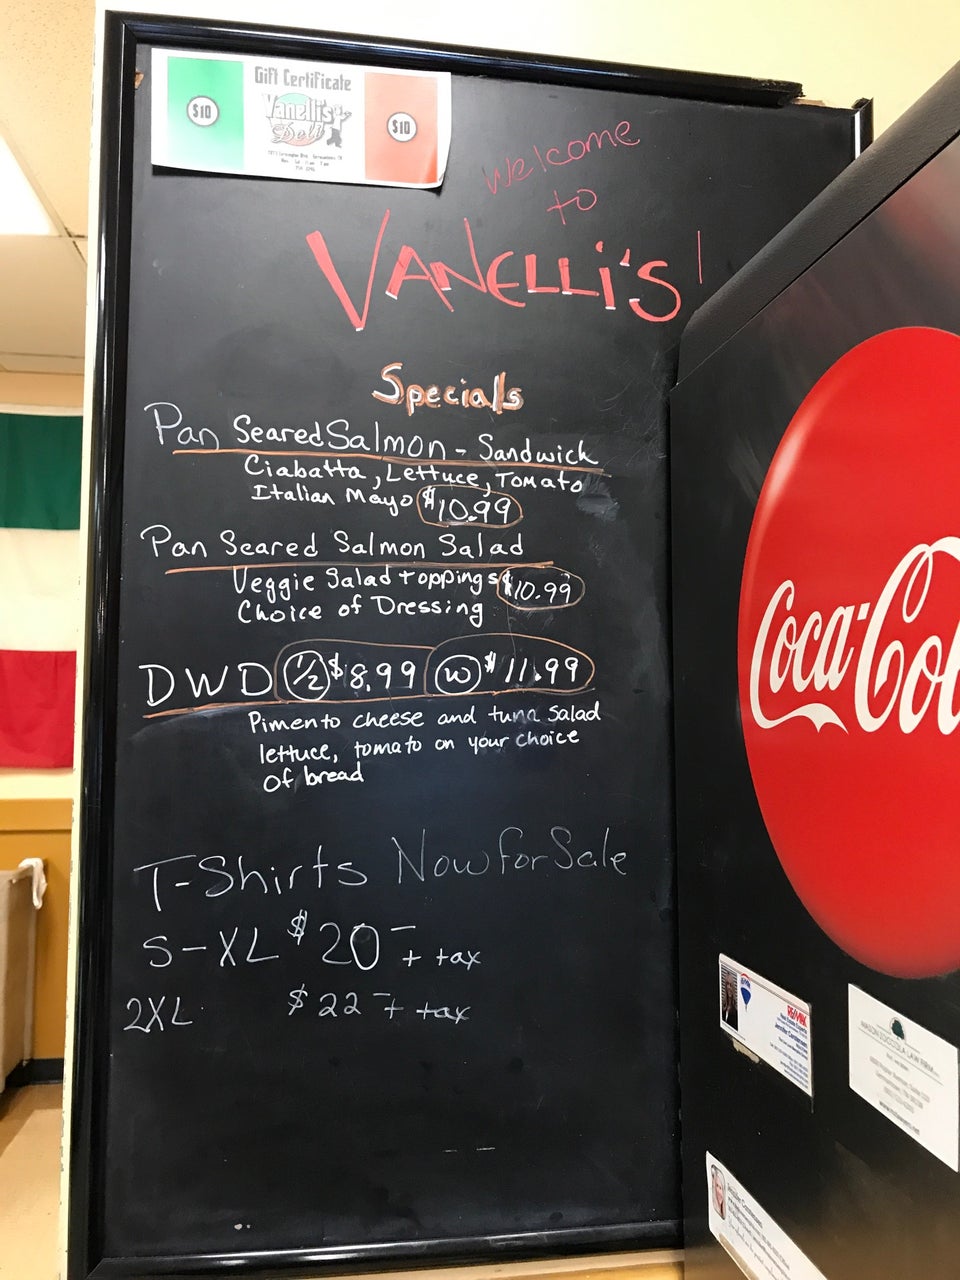 Gift Certificate
$10
Vanelli's
Deli
$10
Welcome
to
VANELLi'S!
Specials
Pan Seared Salmon - Sandwick
Ciabatta, Lettuce, Tomato
Italian Mayo $10.99
Pan Seared Salmon Salad
Veggie Salad toppings $10.99
Choice of Dressing
DWD 1/2 $8.99 W $11.99
Pimento cheese and tuna salad
lettuce, tomato on your choice
Of bread
T-Shirts Now for Sale
S-XL $20- + tax
2XL $22- + tax
Coca-Col
RE/MAX